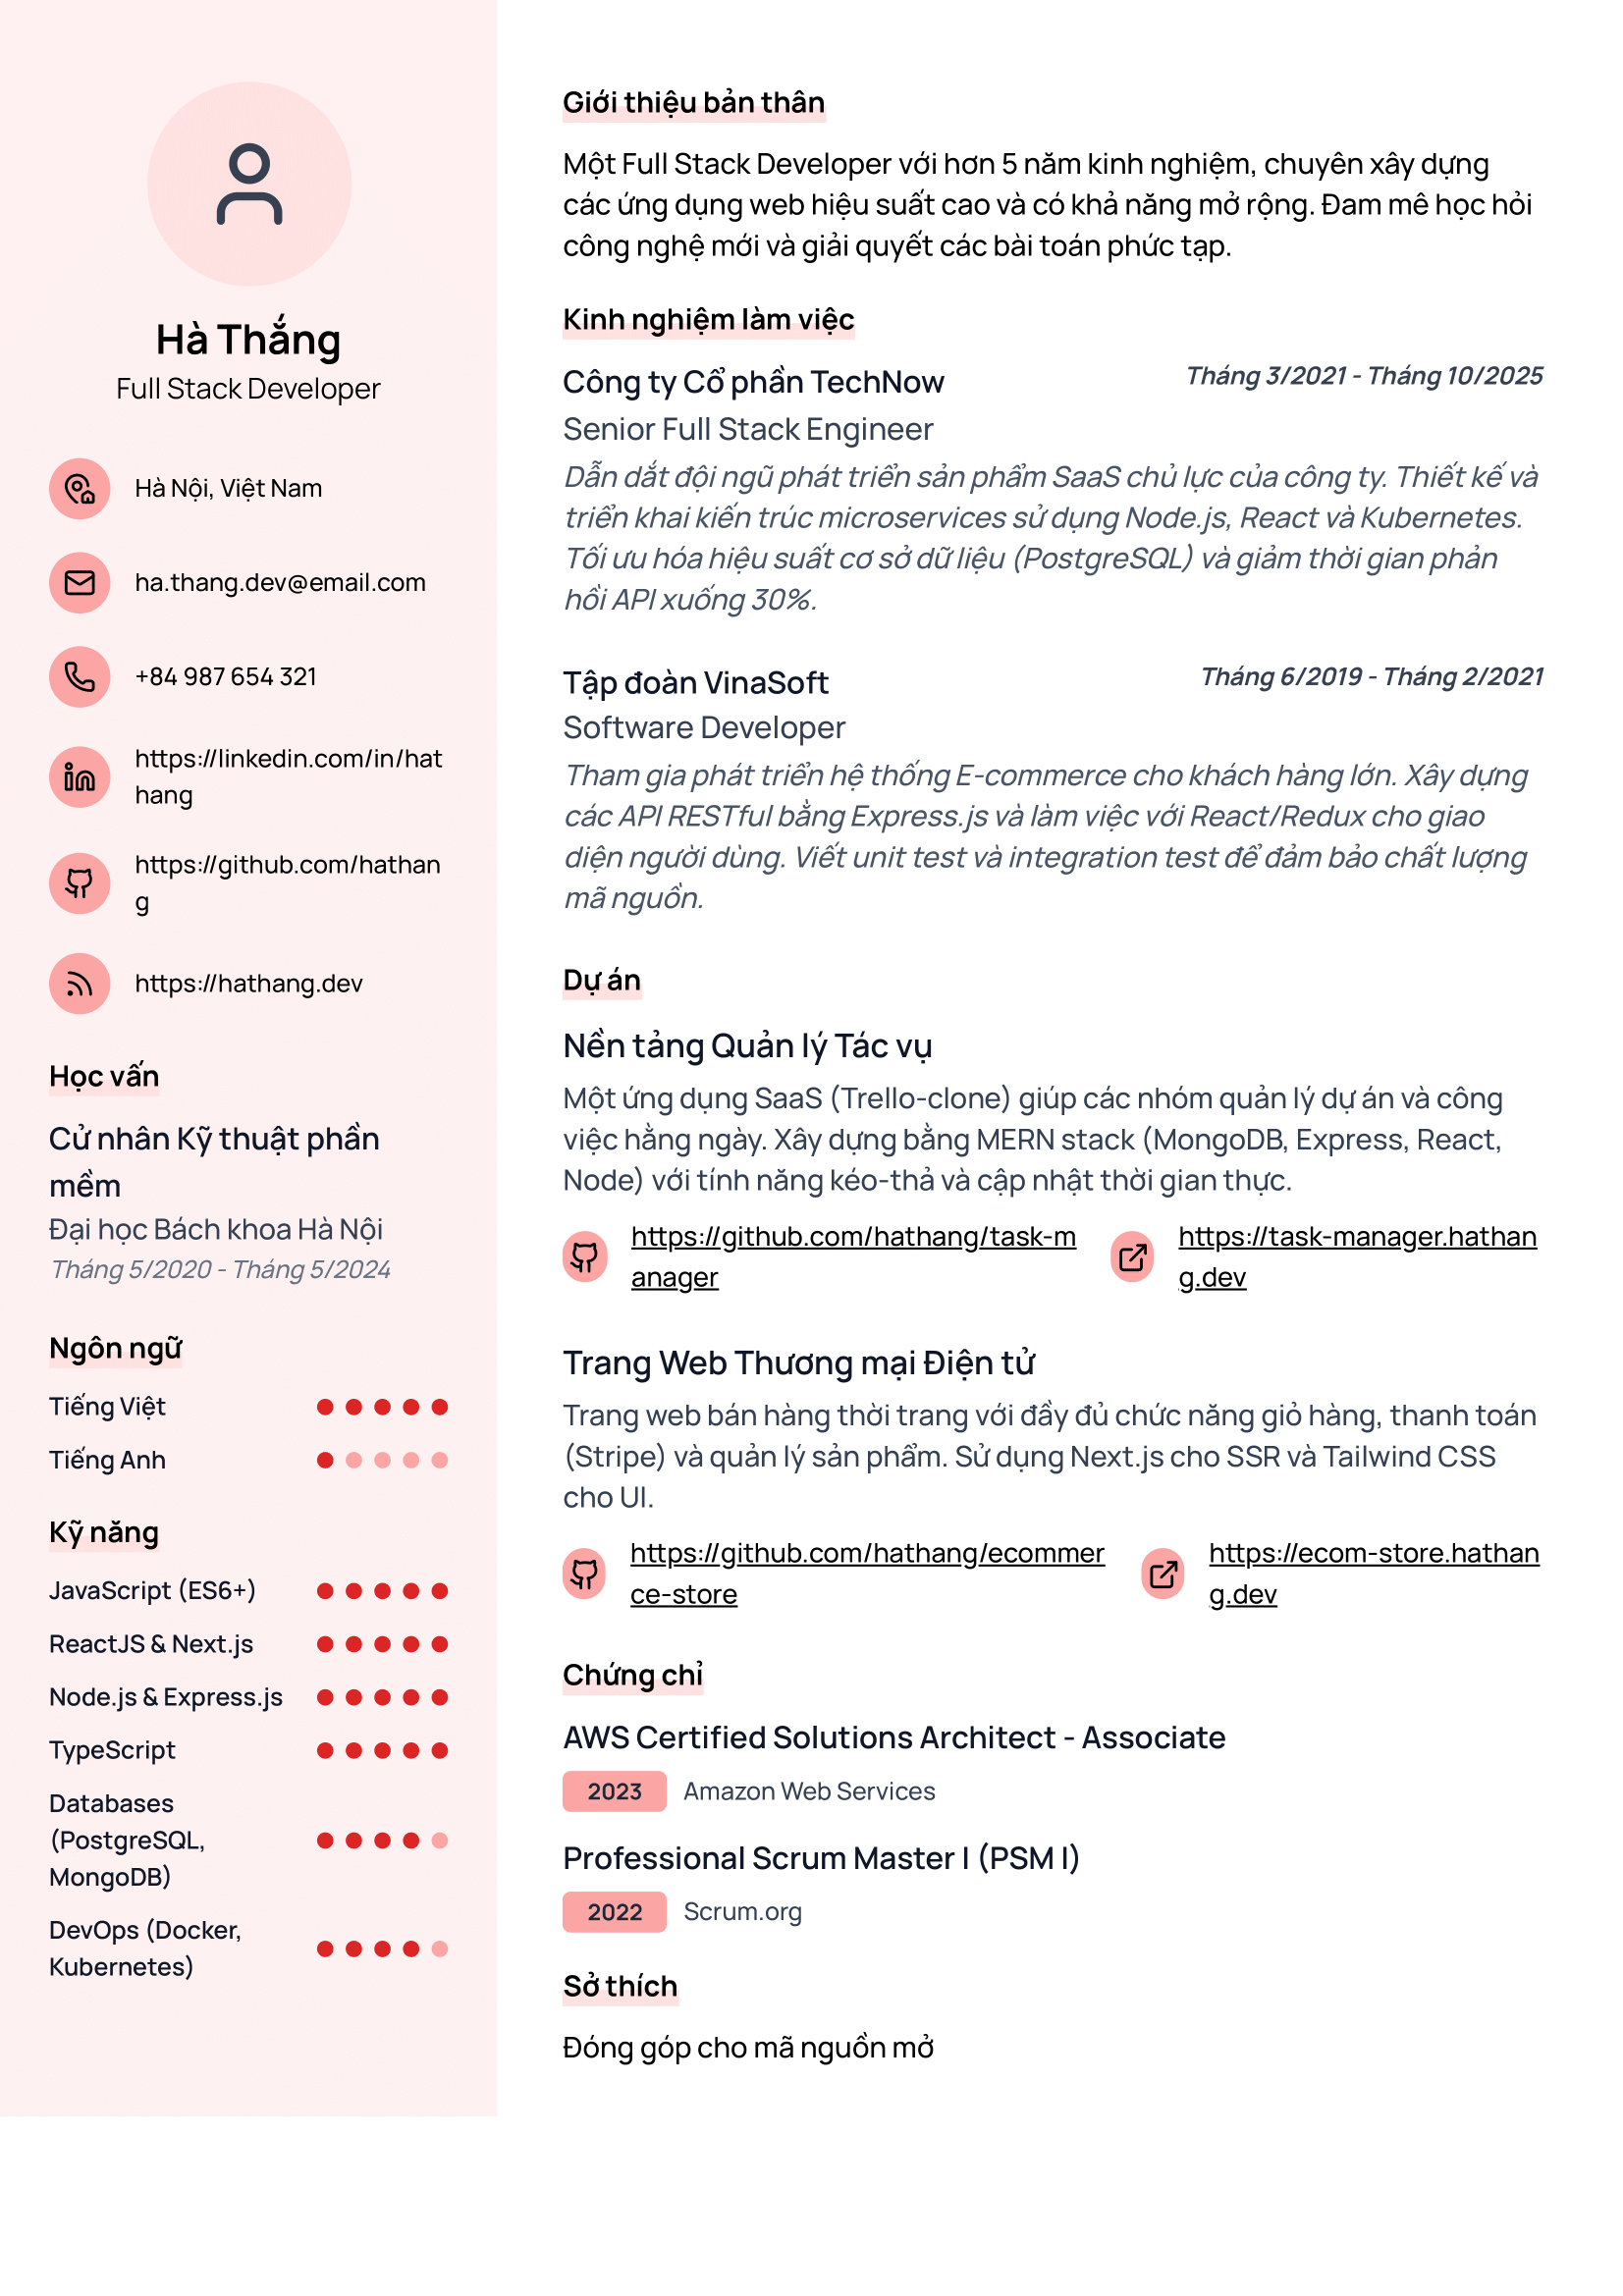 Hà Thắng
Full Stack Developer
Hà Nội, Việt Nam
ha.thang.dev@email.com
+84 987 654 321
https://linkedin.com/in/hat
hang
https://github.com/hathan
g
https://hathang.dev
Học vấn
Cử nhân Kỹ thuật phần
mềm
Đại học Bách khoa Hà Nội
Tháng 5/2020 - Tháng 5/2024
Ngôn ngữ
Tiếng Việt
Tiếng Anh
Kỹ năng
JavaScript (ES6+)
ReactJS & Next.js
Node.js & Express.js
TypeScript
Databases
(PostgreSQL,
MongoDB)
DevOps (Docker,
Kubernetes)
Giới thiệu bản thân
Một Full Stack Developer với hơn 5 năm kinh nghiệm, chuyên xây dựng
các ứng dụng web hiệu suất cao và có khả năng mở rộng. Đam mê học hỏi
công nghệ mới và giải quyết các bài toán phức tạp.
Kinh nghiệm làm việc
Công ty Cổ phần TechNow Tháng 3/2021 - Tháng 10/2025
Senior Full Stack Engineer
Dẫn dắt đội ngũ phát triển sản phẩm SaaS chủ lực của công ty. Thiết kế và
triển khai kiến trúc microservices sử dụng Node.js, React và Kubernetes.
Tối ưu hóa hiệu suất cơ sở dữ liệu (PostgreSQL) và giảm thời gian phản
hồi API xuống 30%.
Tập đoàn VinaSoft Tháng 6/2019 - Tháng 2/2021
Software Developer
Tham gia phát triển hệ thống E-commerce cho khách hàng lớn. Xây dựng
các API RESTful bằng Express.js và làm việc với React/Redux cho giao
diện người dùng. Viết unit test và integration test để đảm bảo chất lượng
mã nguồn.
Dự án
Nền tảng Quản lý Tác vụ
Một ứng dụng SaaS (Trello-clone) giúp các nhóm quản lý dự án và công
việc hằng ngày. Xây dựng bằng MERN stack (MongoDB, Express, React,
Node) với tính năng kéo-thả và cập nhật thời gian thực.
https://github.com/hathang/task-m
anager
https://task-manager.hathan
g.dev
Trang Web Thương mại Điện tử
Trang web bán hàng thời trang với đầy đủ chức năng giỏ hàng, thanh toán
(Stripe) và quản lý sản phẩm. Sử dụng Next.js cho SSR và Tailwind CSS
cho UI.
https://github.com/hathang/ecommer
ce-store
https://ecom-store.hathan
g.dev
Chứng chỉ
AWS Certified Solutions Architect - Associate
2023 Amazon Web Services
Professional Scrum Master I (PSM I)
2022 Scrum.org
Sở thích
Đóng góp cho mã nguồn mở